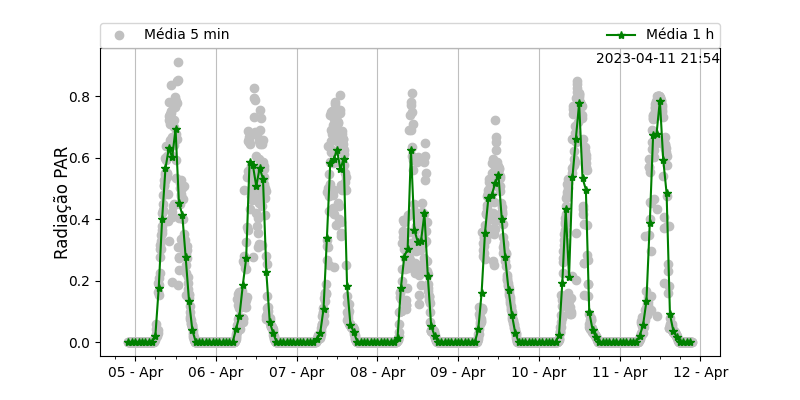 Média 5 min
Média 1 h
2023-04-11 21:54
Radiação PAR
0.8
0.6
0.4
0.2
0.0
05 - Apr
06 - Apr
07 - Apr
08 - Apr
09 - Apr
10 - Apr
11 - Apr
12 - Apr